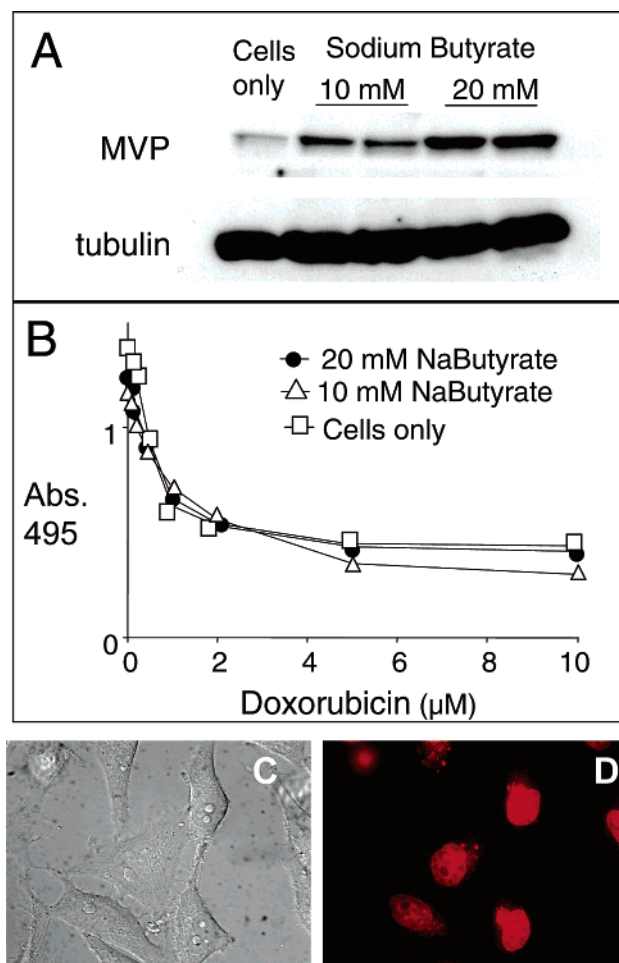 A
Cells only
Sodium Butyrate
10 mM
20 mM
MVP
tubulin
B
20 mM NaButyrate
10 mM NaButyrate
Cells only
1
Abs. 495
0
0
2
4
6
8
10
Doxorubicin (µM)
C
D